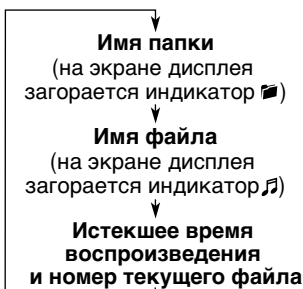 Имя папки
(на экране дисплея
загорается индикатор )
Имя файла
(на экране дисплея
загорается индикатор )
Истекшее время
воспроизведения
и номер текущего файла